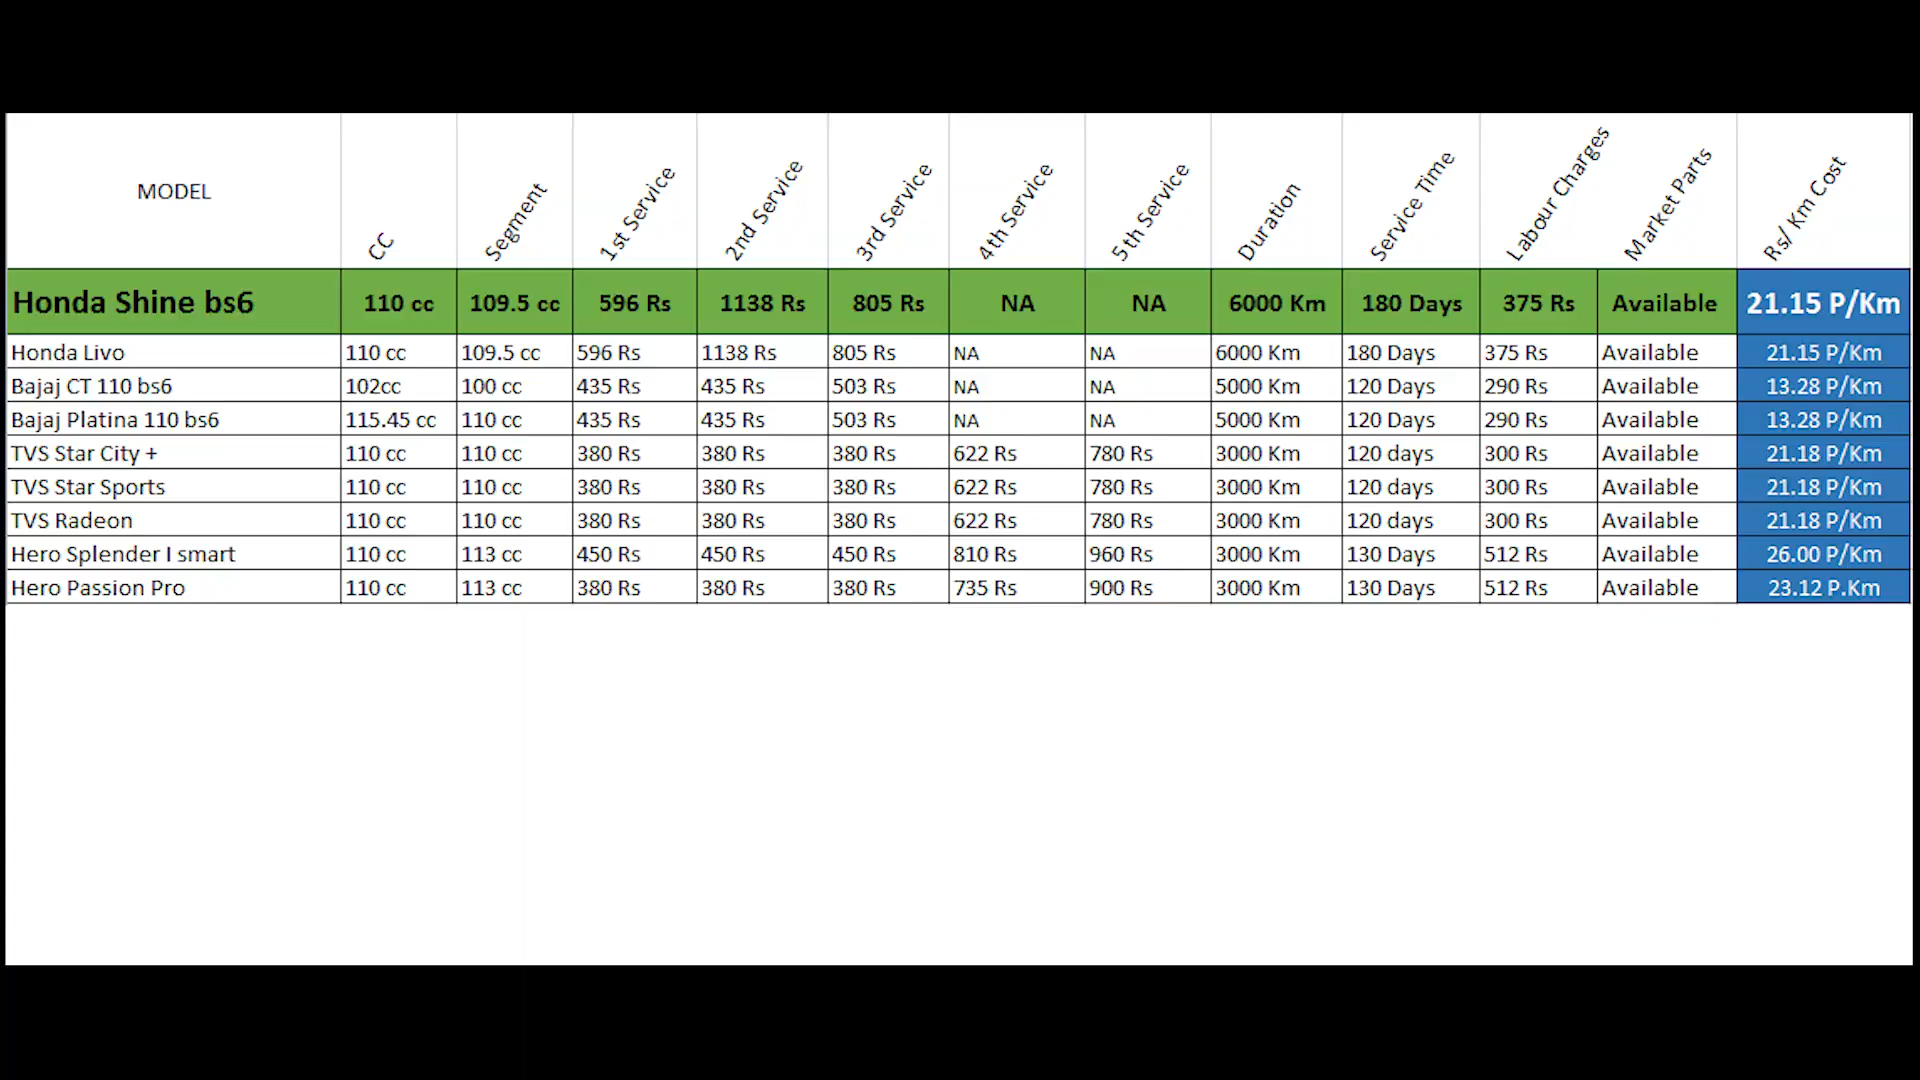 MODEL CC Segment 1st Service 2nd Service 3rd Service 4th Service 5th Service Duration Service Time Labour Charges Market Parts Rs/ Km Cost
Honda Shine bs6 110 cc 109.5 cc 596 Rs 1138 Rs 805 Rs NA NA 6000 Km 180 Days 375 Rs Available 21.15 P/Km
Honda Livo 110 cc 109.5 cc 596 Rs 1138 Rs 805 Rs NA NA 6000 Km 180 Days 375 Rs Available 21.15 P/Km
Bajaj CT 110 bs6 102cc 100 cc 435 Rs 435 Rs 503 Rs NA NA 5000 Km 120 Days 290 Rs Available 13.28 P/Km
Bajaj Platina 110 bs6 115.45 cc 110 cc 435 Rs 435 Rs 503 Rs NA NA 5000 Km 120 Days 290 Rs Available 13.28 P/Km
TVS Star City + 110 cc 110 cc 380 Rs 380 Rs 380 Rs 622 Rs 780 Rs 3000 Km 120 days 300 Rs Available 21.18 P/Km
TVS Star Sports 110 cc 110 cc 380 Rs 380 Rs 380 Rs 622 Rs 780 Rs 3000 Km 120 days 300 Rs Available 21.18 P/Km
TVS Radeon 110 cc 110 cc 380 Rs 380 Rs 380 Rs 622 Rs 780 Rs 3000 Km 120 days 300 Rs Available 21.18 P/Km
Hero Splender I smart 110 cc 113 cc 450 Rs 450 Rs 450 Rs 810 Rs 960 Rs 3000 Km 130 Days 512 Rs Available 26.00 P/Km
Hero Passion Pro 110 cc 113 cc 380 Rs 380 Rs 380 Rs 735 Rs 900 Rs 3000 Km 130 Days 512 Rs Available 23.12 P.Km